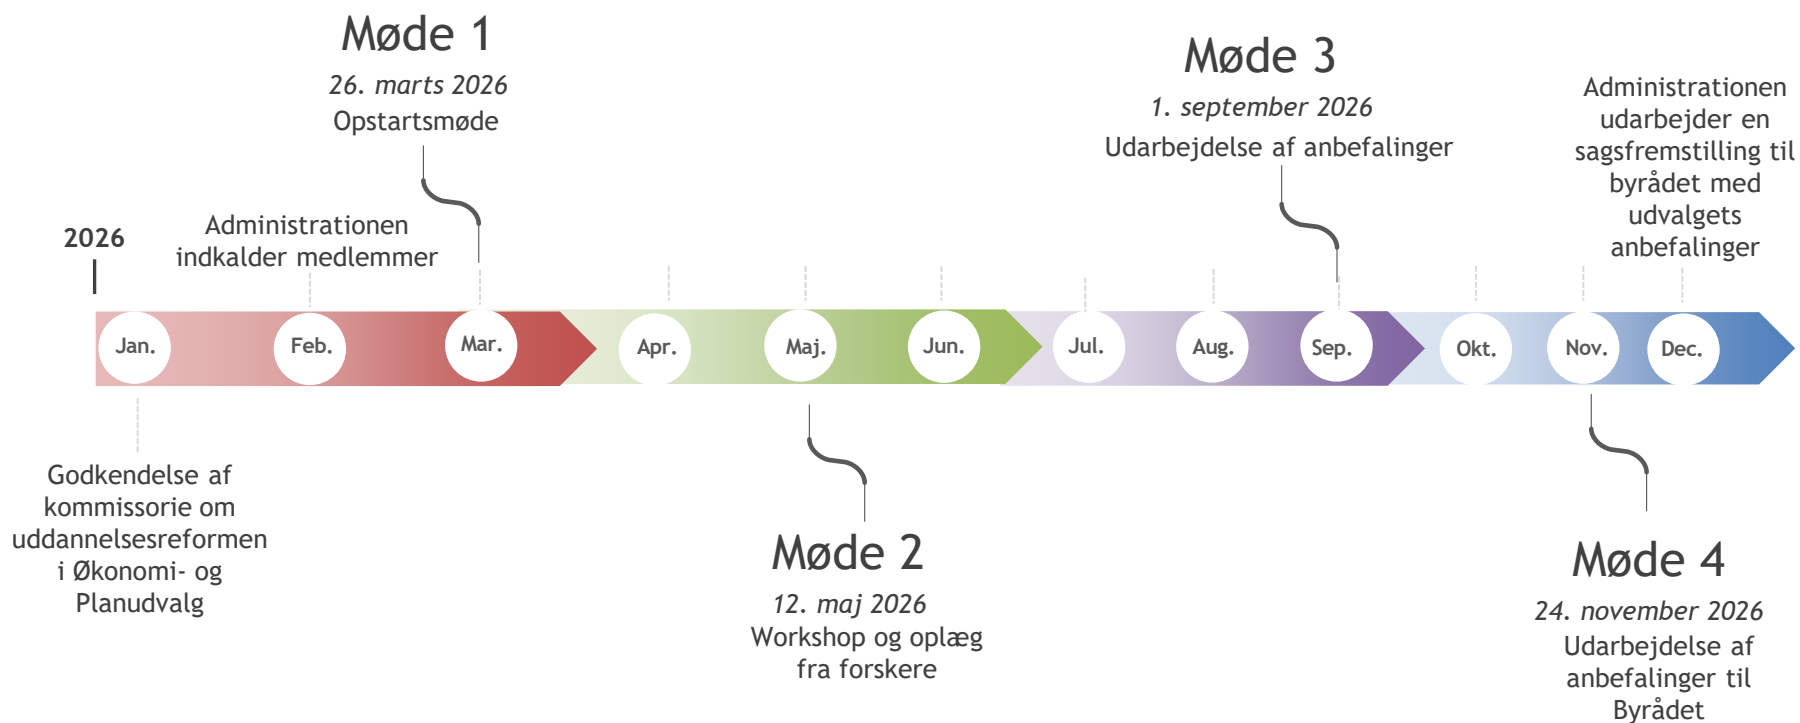 Møde 1
26. marts 2026
Opstartsmøde
Møde 3
1. september 2026
Udarbejdelse af anbefalinger
Administrationen
udarbejder en
sagsfremstilling til
byrådet med
udvalgets
anbefalinger
2026
Administrationen
indkalder medlemmer
Jan.
Feb.
Mar.
Apr.
Maj.
Jun.
Jul.
Aug.
Sep.
Okt.
Nov.
Dec.
Godkendelse af
kommissorie om
uddannelsesreformen
i Økonomi- og
Planudvalg
Møde 2
12. maj 2026
Workshop og oplæg
fra forskere
Møde 4
24. november 2026
Udarbejdelse af
anbefalinger til
Byrådet